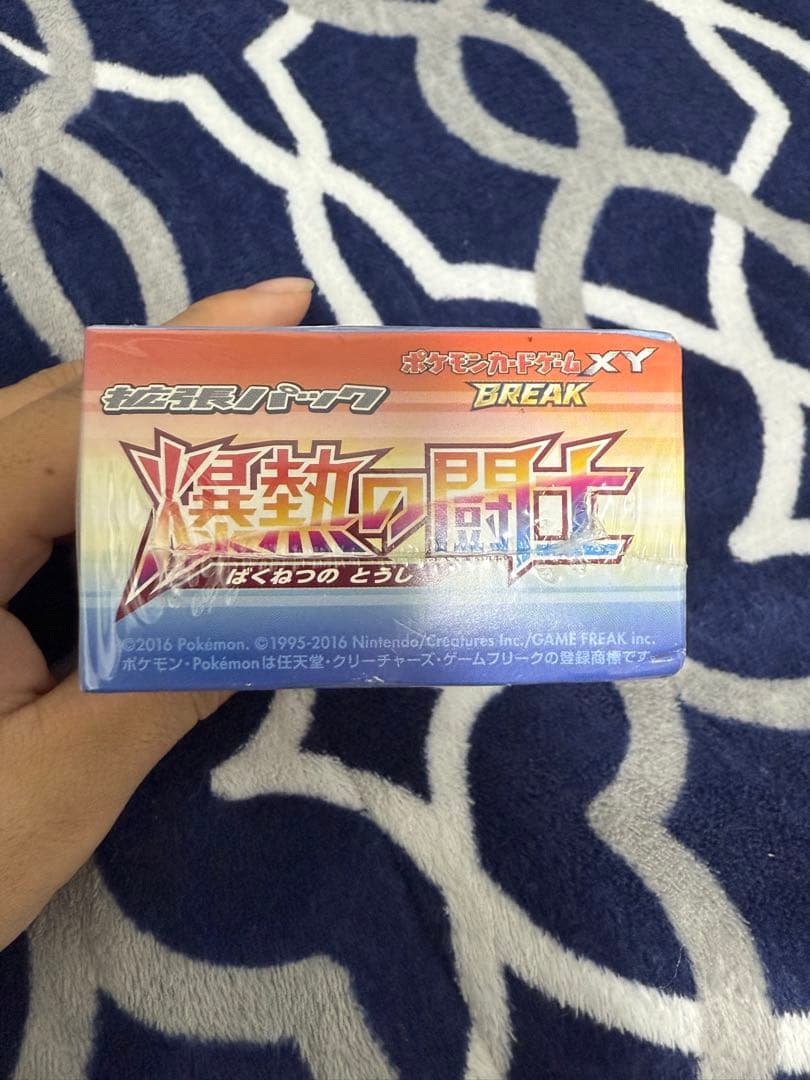 ポケモンカードゲームXY
BREAK
拡張パック
爆熱の闘士
ばくねつの とうし
©2016 Pokémon. ©1995-2016 Nintendo/Creatures Inc./GAME FREAK inc.
ポケモン・Pokémonは任天堂・クリーチャーズ・ゲームフリークの登録商標です。